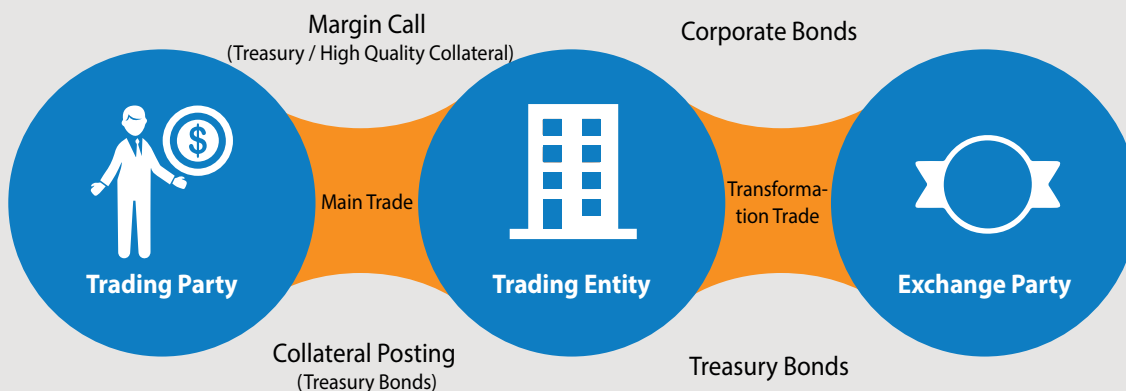 Margin Call
(Treasury / High Quality Collateral)
Corporate Bonds
$
Main Trade
Transforma-
tion Trade
Trading Party
Trading Entity
Exchange Party
Collateral Posting
(Treasury Bonds)
Treasury Bonds